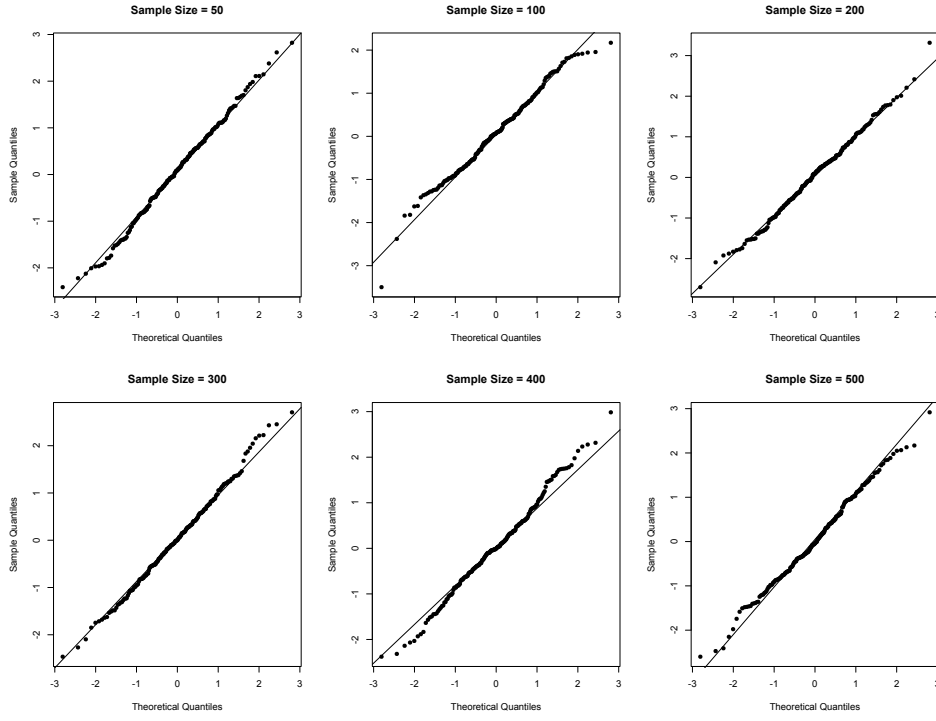 Sample Size = 50
Sample Quantiles
3
2
1
0
-1
-2
-3 -2 -1 0 1 2 3
Theoretical Quantiles
Sample Size = 100
Sample Quantiles
2
1
0
-1
-2
-3
-3 -2 -1 0 1 2 3
Theoretical Quantiles
Sample Size = 200
Sample Quantiles
3
2
1
0
-1
-2
-3 -2 -1 0 1 2 3
Theoretical Quantiles
Sample Size = 300
Sample Quantiles
2
1
0
-1
-2
-3 -2 -1 0 1 2 3
Theoretical Quantiles
Sample Size = 400
Sample Quantiles
3
2
1
0
-1
-2
-3 -2 -1 0 1 2 3
Theoretical Quantiles
Sample Size = 500
Sample Quantiles
3
2
1
0
-1
-2
-3 -2 -1 0 1 2 3
Theoretical Quantiles